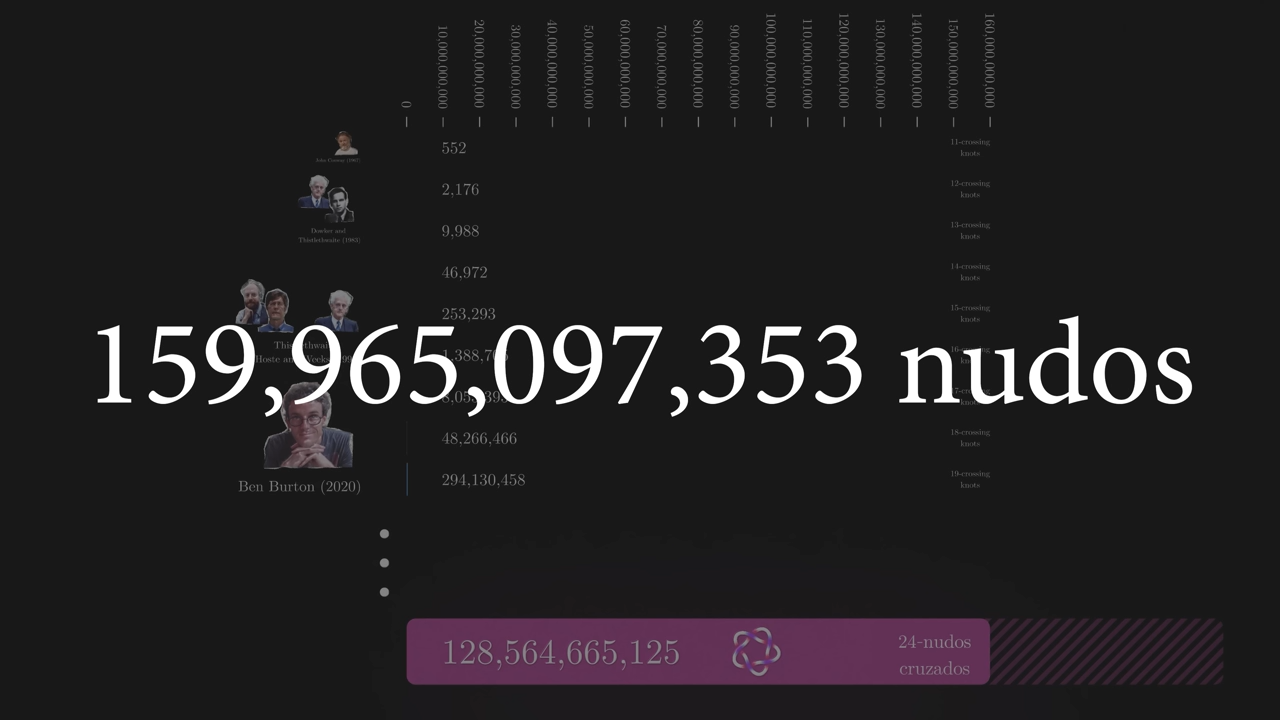 0
10,000,000,000
20,000,000,000
30,000,000,000
40,000,000,000
50,000,000,000
60,000,000,000
70,000,000,000
80,000,000,000
90,000,000,000
100,000,000,000
110,000,000,000
120,000,000,000
130,000,000,000
140,000,000,000
150,000,000,000
160,000,000,000
John Conway
552
11-crossing
knots
2,176
12-crossing
knots
Dowker and
Thistlethwaite (1983)
9,988
13-crossing
knots
46,972
14-crossing
knots
253,293
15-crossing
knots
159,965,097,353 nudos
48,266,466
18-crossing
knots
294,130,458
19-crossing
knots
Ben Burton (2020)
128,564,665,125
24-nudos
cruzados